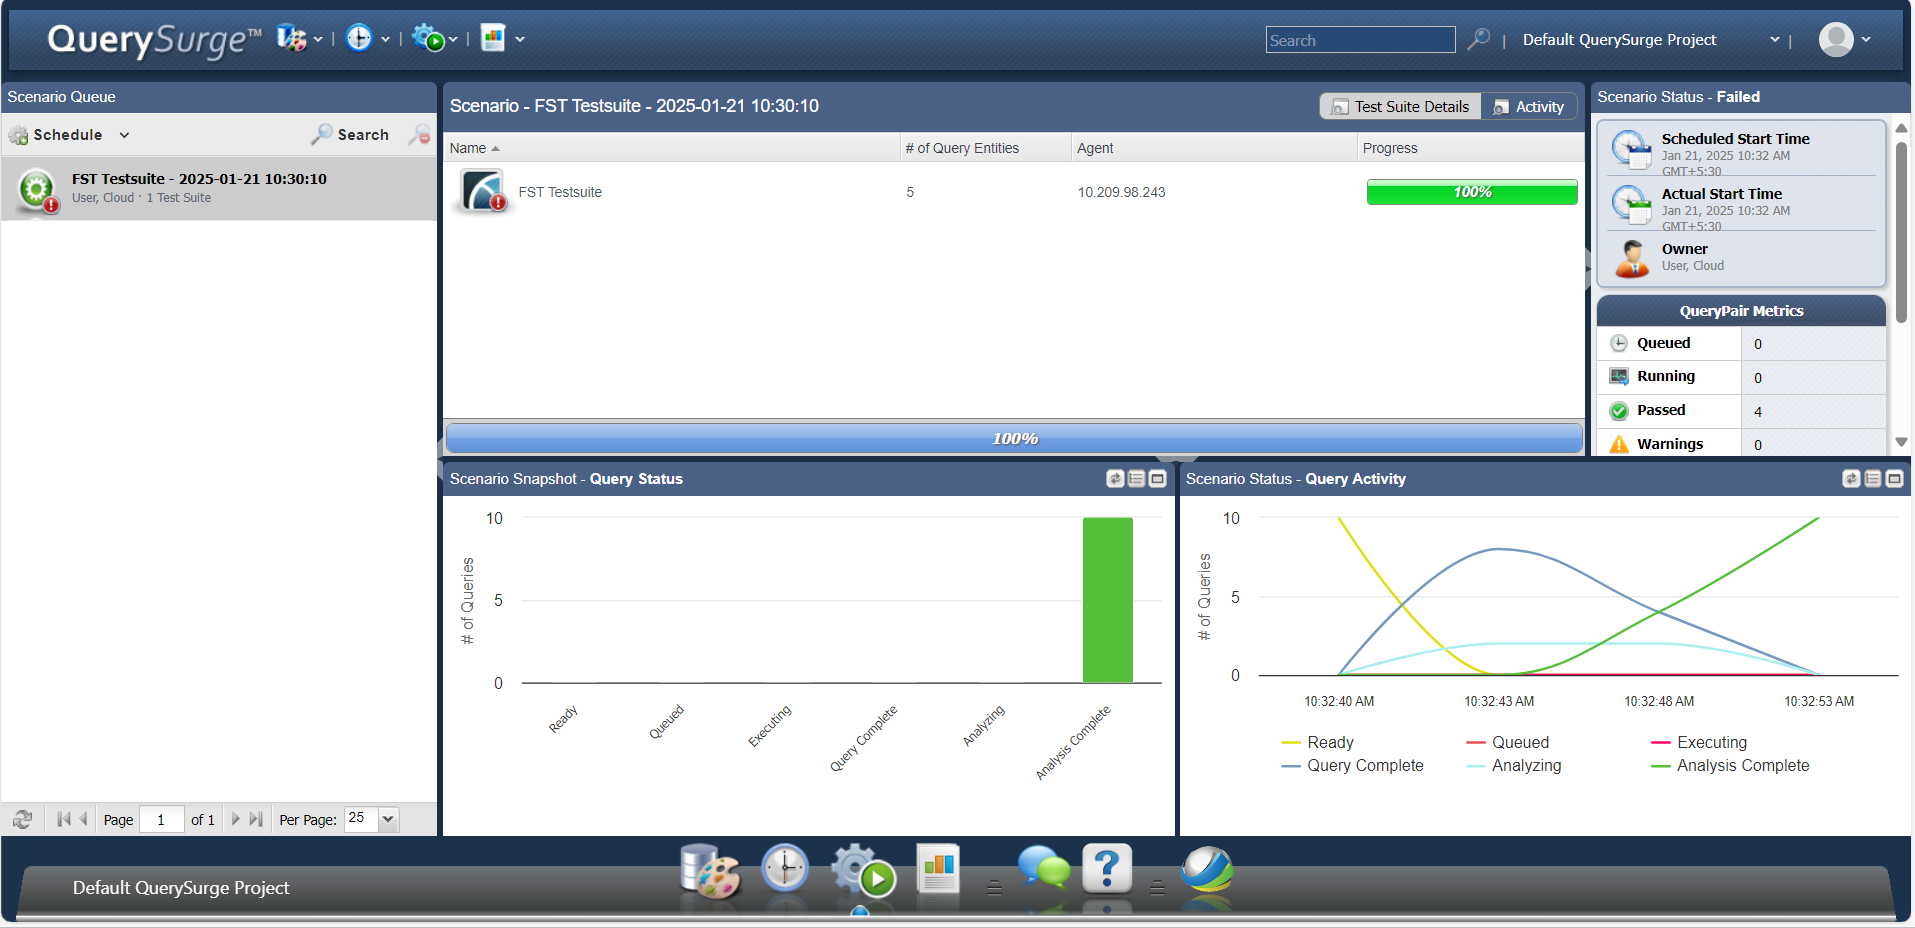 QuerySurge™
Search
Default QuerySurge Project
Scenario Queue
Schedule
Search
FST Testsuite - 2025-01-21 10:30:10
User, Cloud · 1 Test Suite
Page 1 of 1
Per Page: 25
Scenario - FST Testsuite - 2025-01-21 10:30:10
Test Suite Details
Activity
Name # of Query Entities Agent Progress
FST Testsuite 5 10.209.98.243 100%
100%
Scenario Status - Failed
Scheduled Start Time
Jan 21, 2025 10:32 AM
GMT+5:30
Actual Start Time
Jan 21, 2025 10:32 AM
GMT+5:30
Owner
User, Cloud
QueryPair Metrics
Queued 0
Running 0
Passed 4
Warnings 0
Scenario Snapshot - Query Status
# of Queries
10
5
0
Ready
Queued
Executing
Query Complete
Analyzing
Analysis Complete
Scenario Status - Query Activity
# of Queries
10
5
0
10:32:40 AM 10:32:43 AM 10:32:48 AM 10:32:53 AM
Ready Queued Executing
Query Complete Analyzing Analysis Complete
Default QuerySurge Project
?